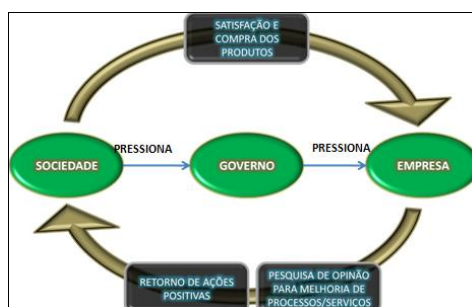 SATISFAÇÃO E
COMPRA DOS
PRODUTOS
PRESSIONA
PRESSIONA
SOCIEDADE
GOVERNO
EMPRESA
RETORNO DE AÇÕES
POSITIVAS
PESQUISA DE OPINIÃO
PARA MELHORIA DE
PROCESSOS/SERVIÇOS